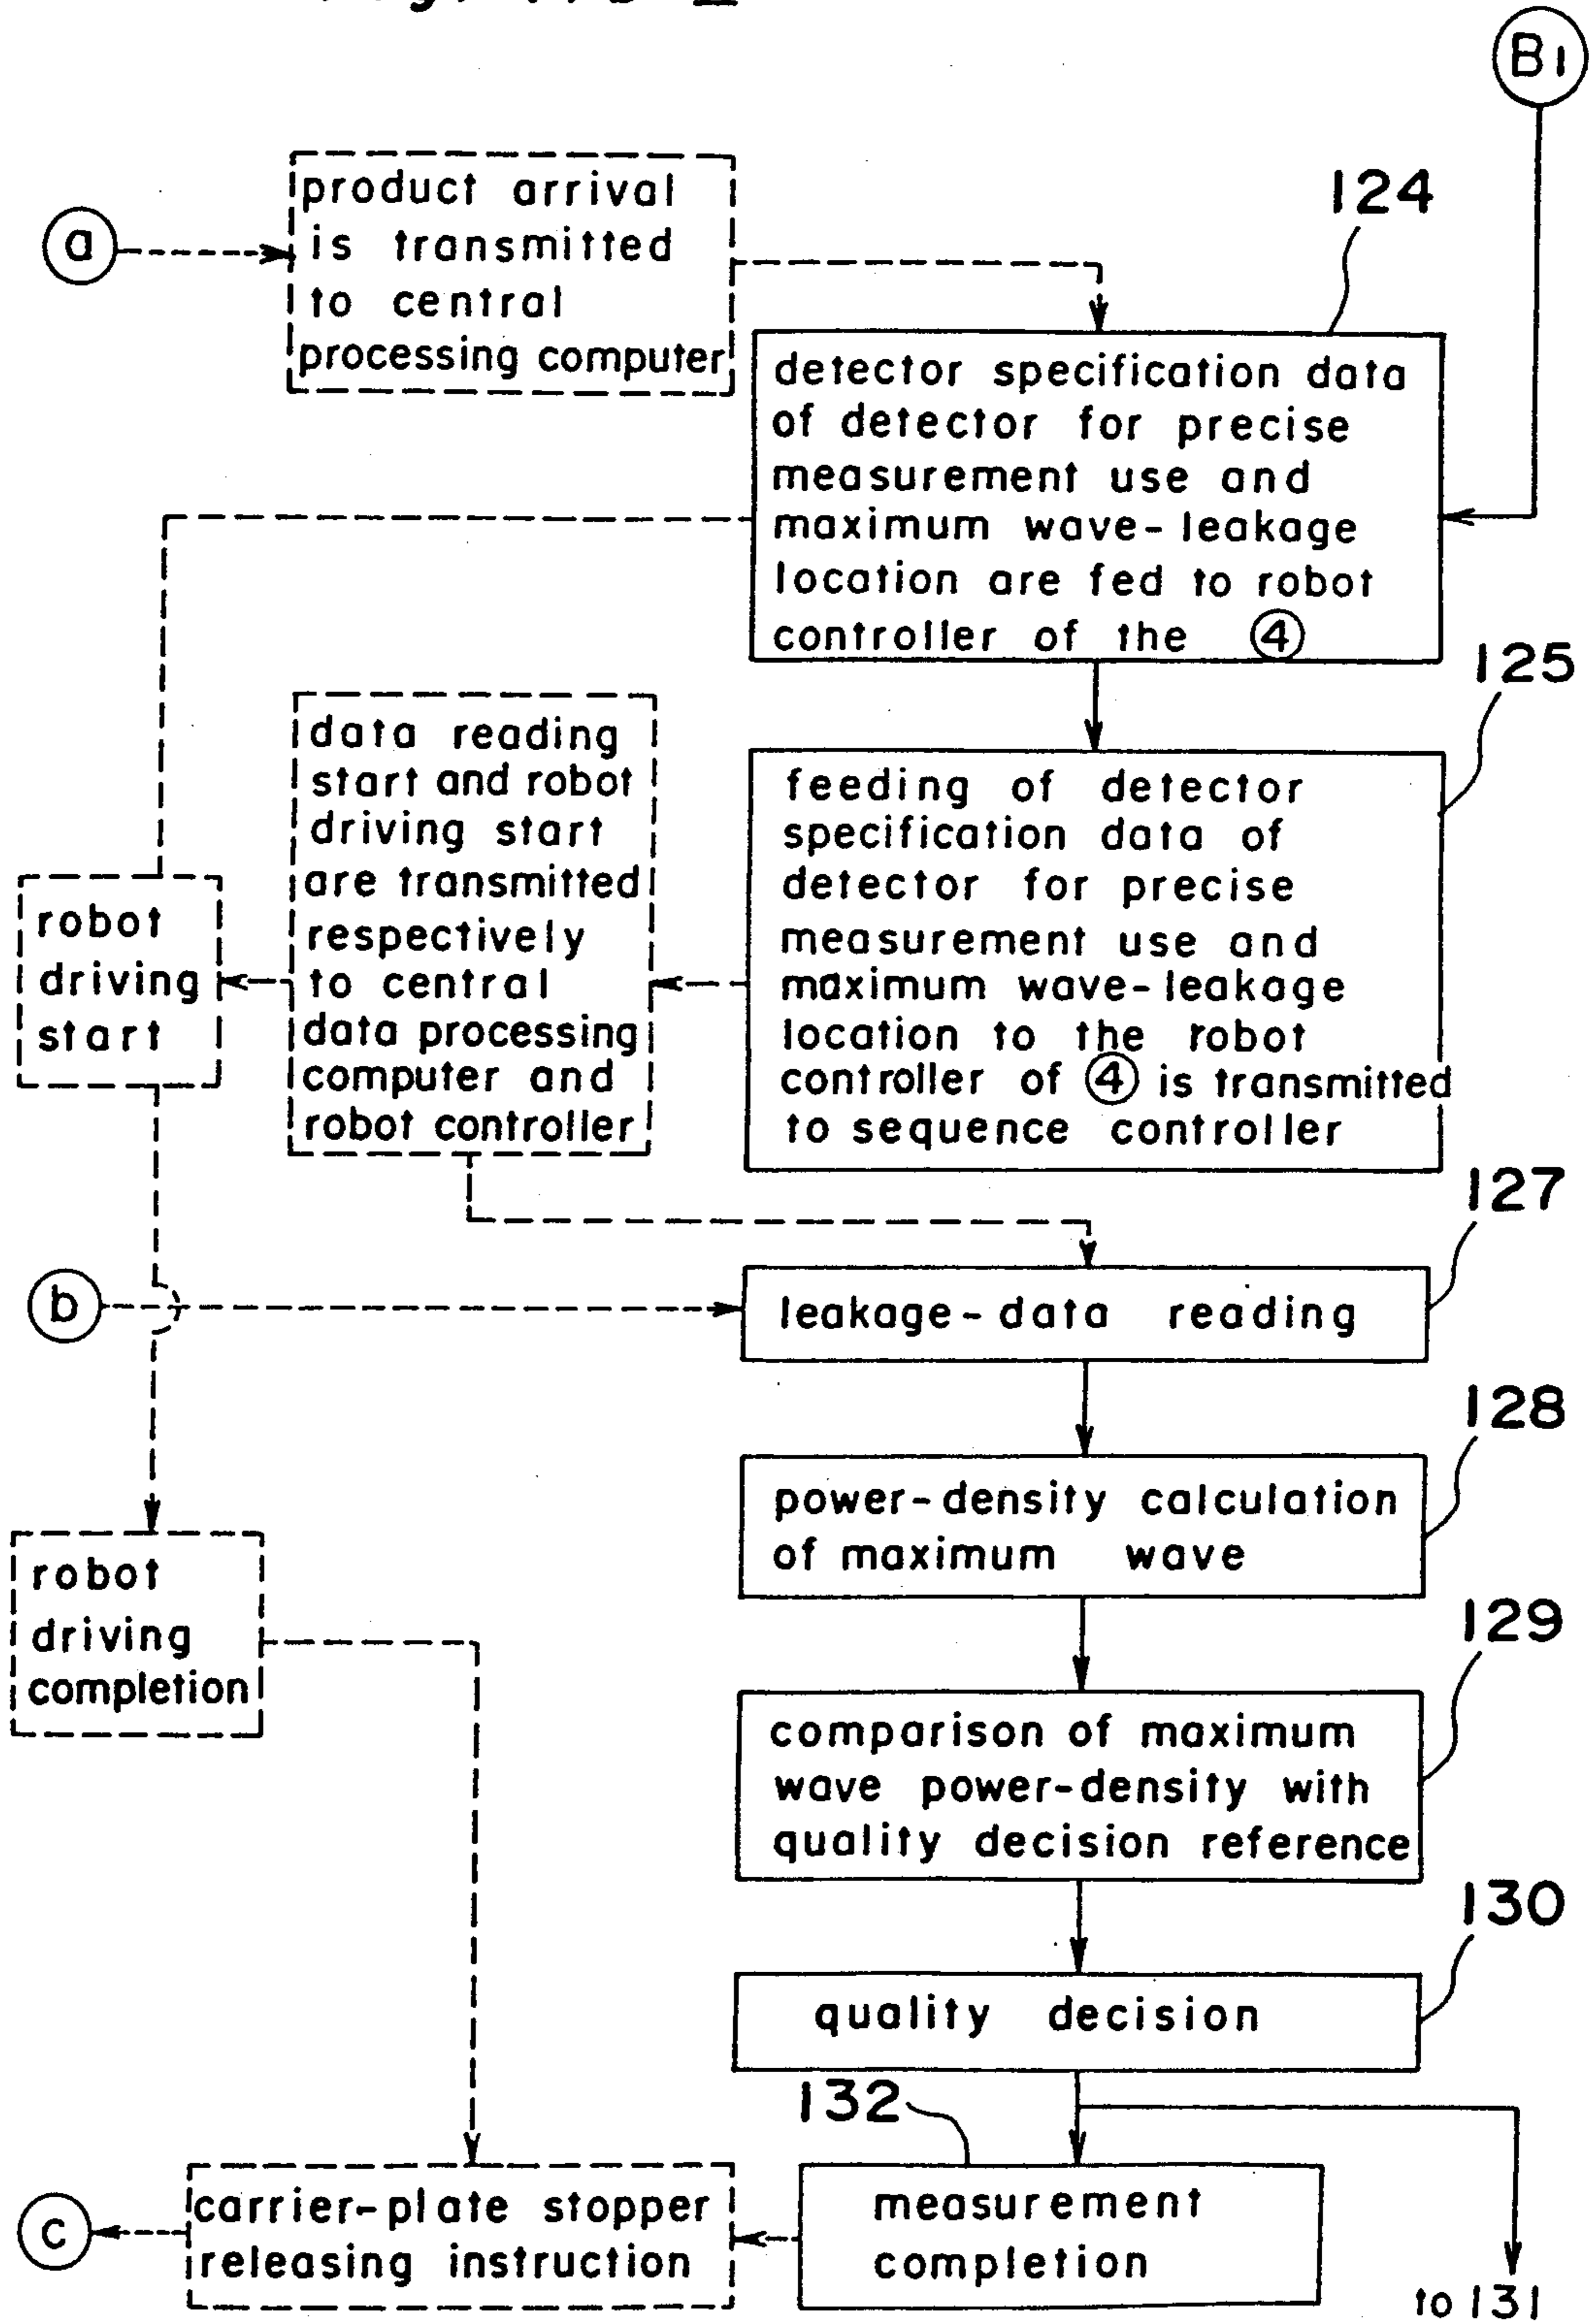 B1
124
product arrival
is transmitted
to central
processing computer
a
detector specification data
of detector for precise
measurement use and
maximum wave-leakage
location are fed to robot
controller of the ④
125
data reading
start and robot
driving start
are transmitted
respectively
to central
data processing
computer and
robot controller
feeding of detector
specification data of
detector for precise
measurement use and
maximum wave-leakage
location to the robot
controller of ④ is transmitted
to sequence controller
robot
driving
start
127
b
leakage-data reading
128
power-density calculation
of maximum wave
robot
driving
completion
129
comparison of maximum
wave power-density with
quality decision reference
130
quality decision
132
measurement
completion
carrier-plate stopper
releasing instruction
c
to 131